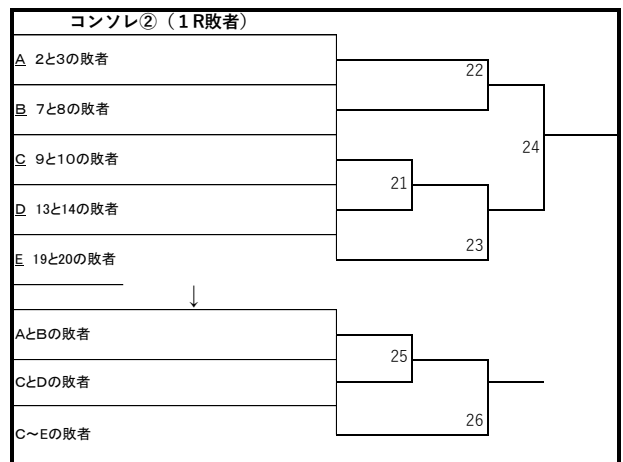 コンソレ②（１R敗者）
A 2と3の敗者
22
B 7と8の敗者
24
C 9と10の敗者
21
D 13と14の敗者
23
E 19と20の敗者
↓
AとBの敗者
25
CとDの敗者
26
C～Eの敗者